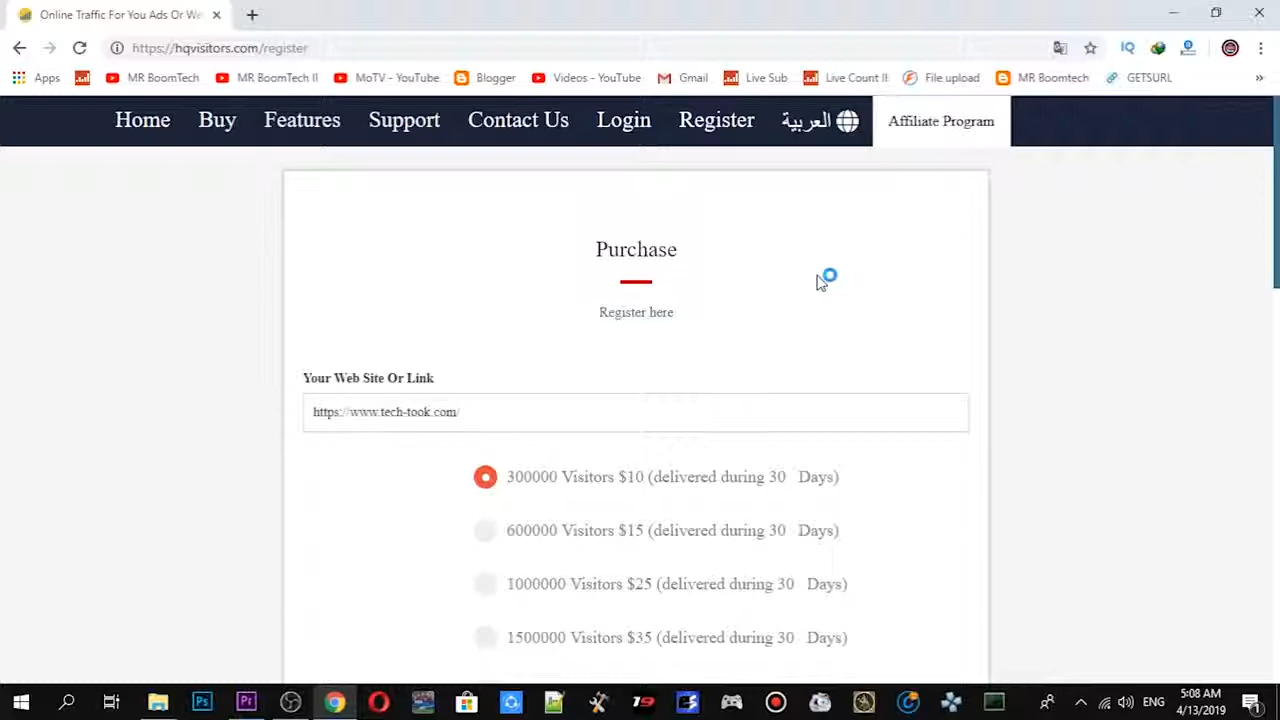 Online Traffic For You Ads Or We
https://hqvisitors.com/register
Apps
MR BoomTech
MR BoomTech II
MoTV - YouTube
Blogger
Videos - YouTube
Gmail
Live Sub
Live Count II
File upload
MR Boomtech
GETSURL
»
Home
Buy
Features
Support
Contact Us
Login
Register
العربية
Affiliate Program
Purchase
Register here
Your Web Site Or Link
https://www.tech-took.com/
300000 Visitors $10 (delivered during 30 Days)
600000 Visitors $15 (delivered during 30 Days)
1000000 Visitors $25 (delivered during 30 Days)
1500000 Visitors $35 (delivered during 30 Days)
Ps
Pr
19
ENG
5:08 AM
4/13/2019